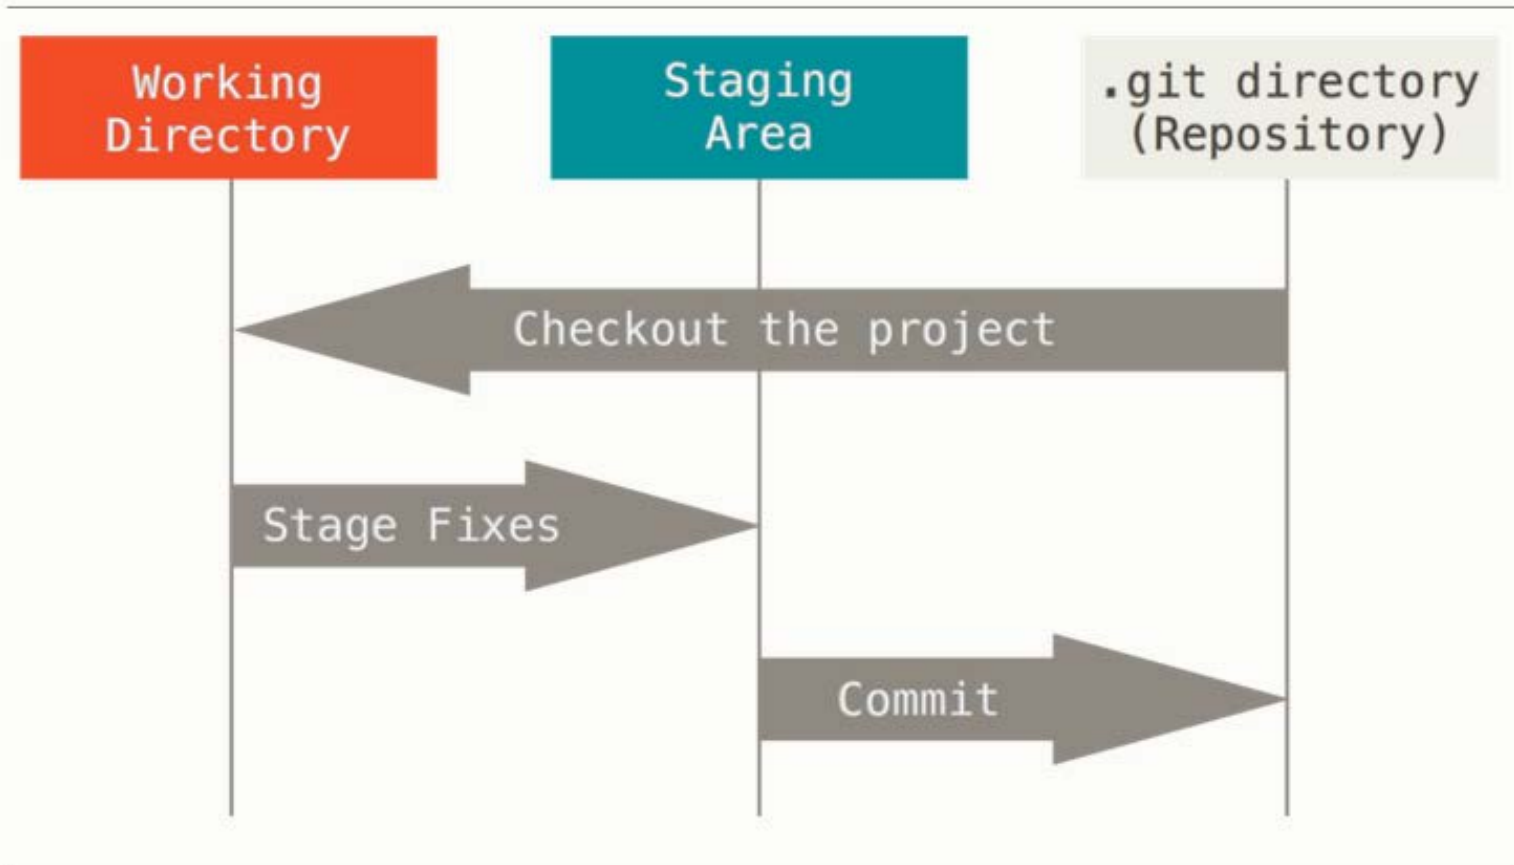 Working
Directory
Staging
Area
.git directory
(Repository)
Checkout the project
Stage Fixes
Commit